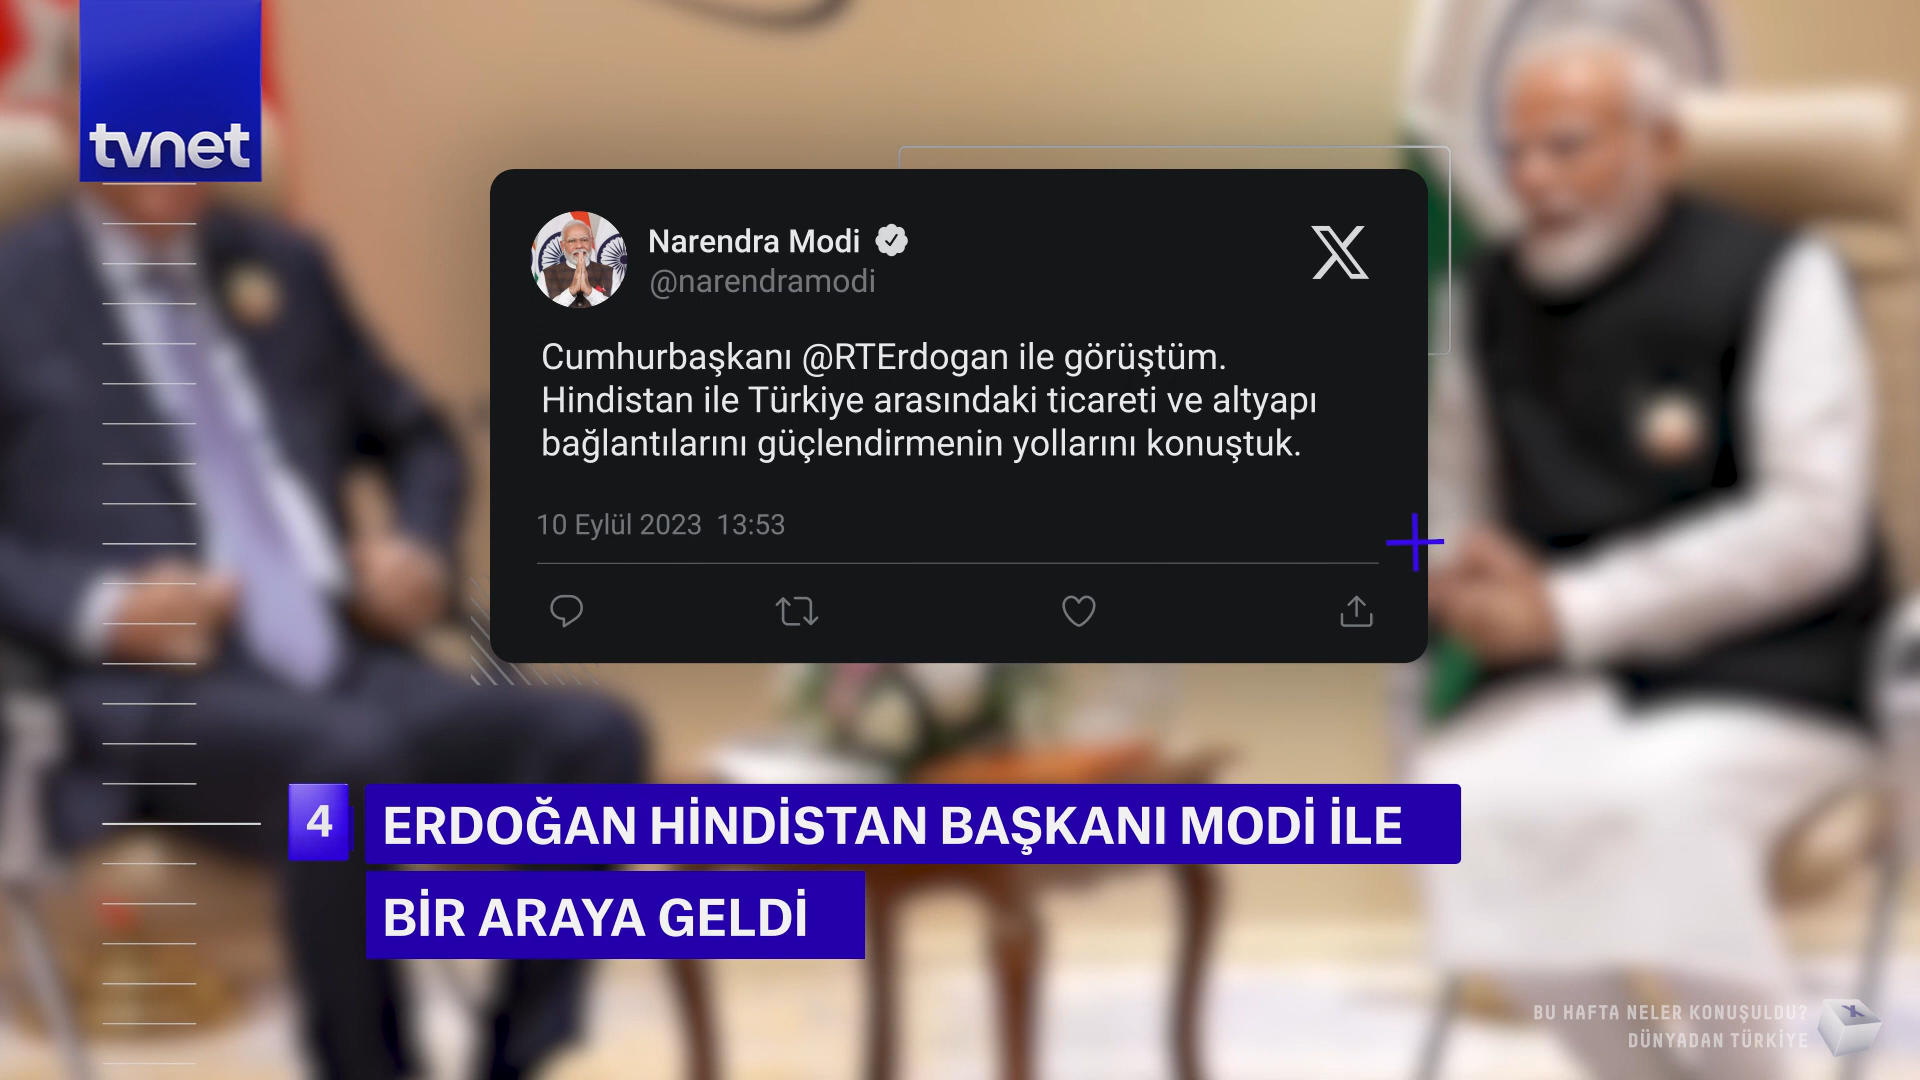 tvnet
Narendra Modi
@narendramodi
Cumhurbaşkanı @RTErdogan ile görüştüm.
Hindistan ile Türkiye arasındaki ticareti ve altyapı
bağlantılarını güçlendirmenin yollarını konuştuk.
10 Eylül 2023 13:53
4
ERDOĞAN HİNDİSTAN BAŞKANI MODİ İLE
BİR ARAYA GELDİ
BU HAFTA NELER KONUŞULDU?
DÜNYADAN TÜRKİYE